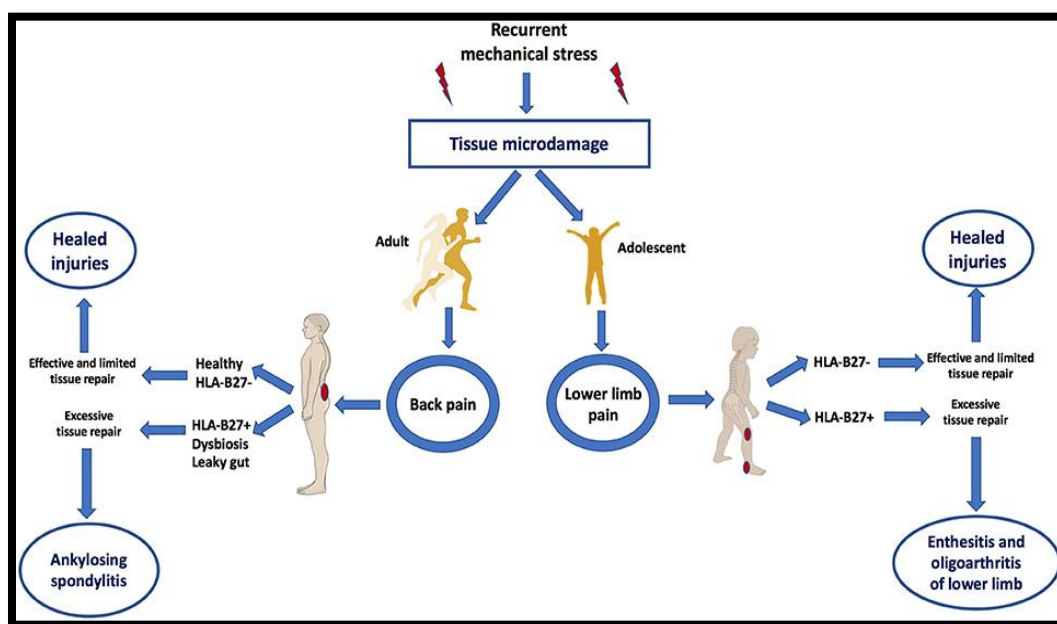 Recurrent
mechanical stress
Tissue microdamage
Adult
Adolescent
Healed
injuries
Healed
injuries
Effective and limited
tissue repair
Healthy
HLA-B27-
Back pain
Lower limb
pain
HLA-B27-
Effective and limited
tissue repair
Excessive
tissue repair
HLA-B27+
Dysbiosis
Leaky gut
HLA-B27+
Excessive
tissue repair
Ankylosing
spondylitis
Enthesitis and
oligoarthritis
of lower limb